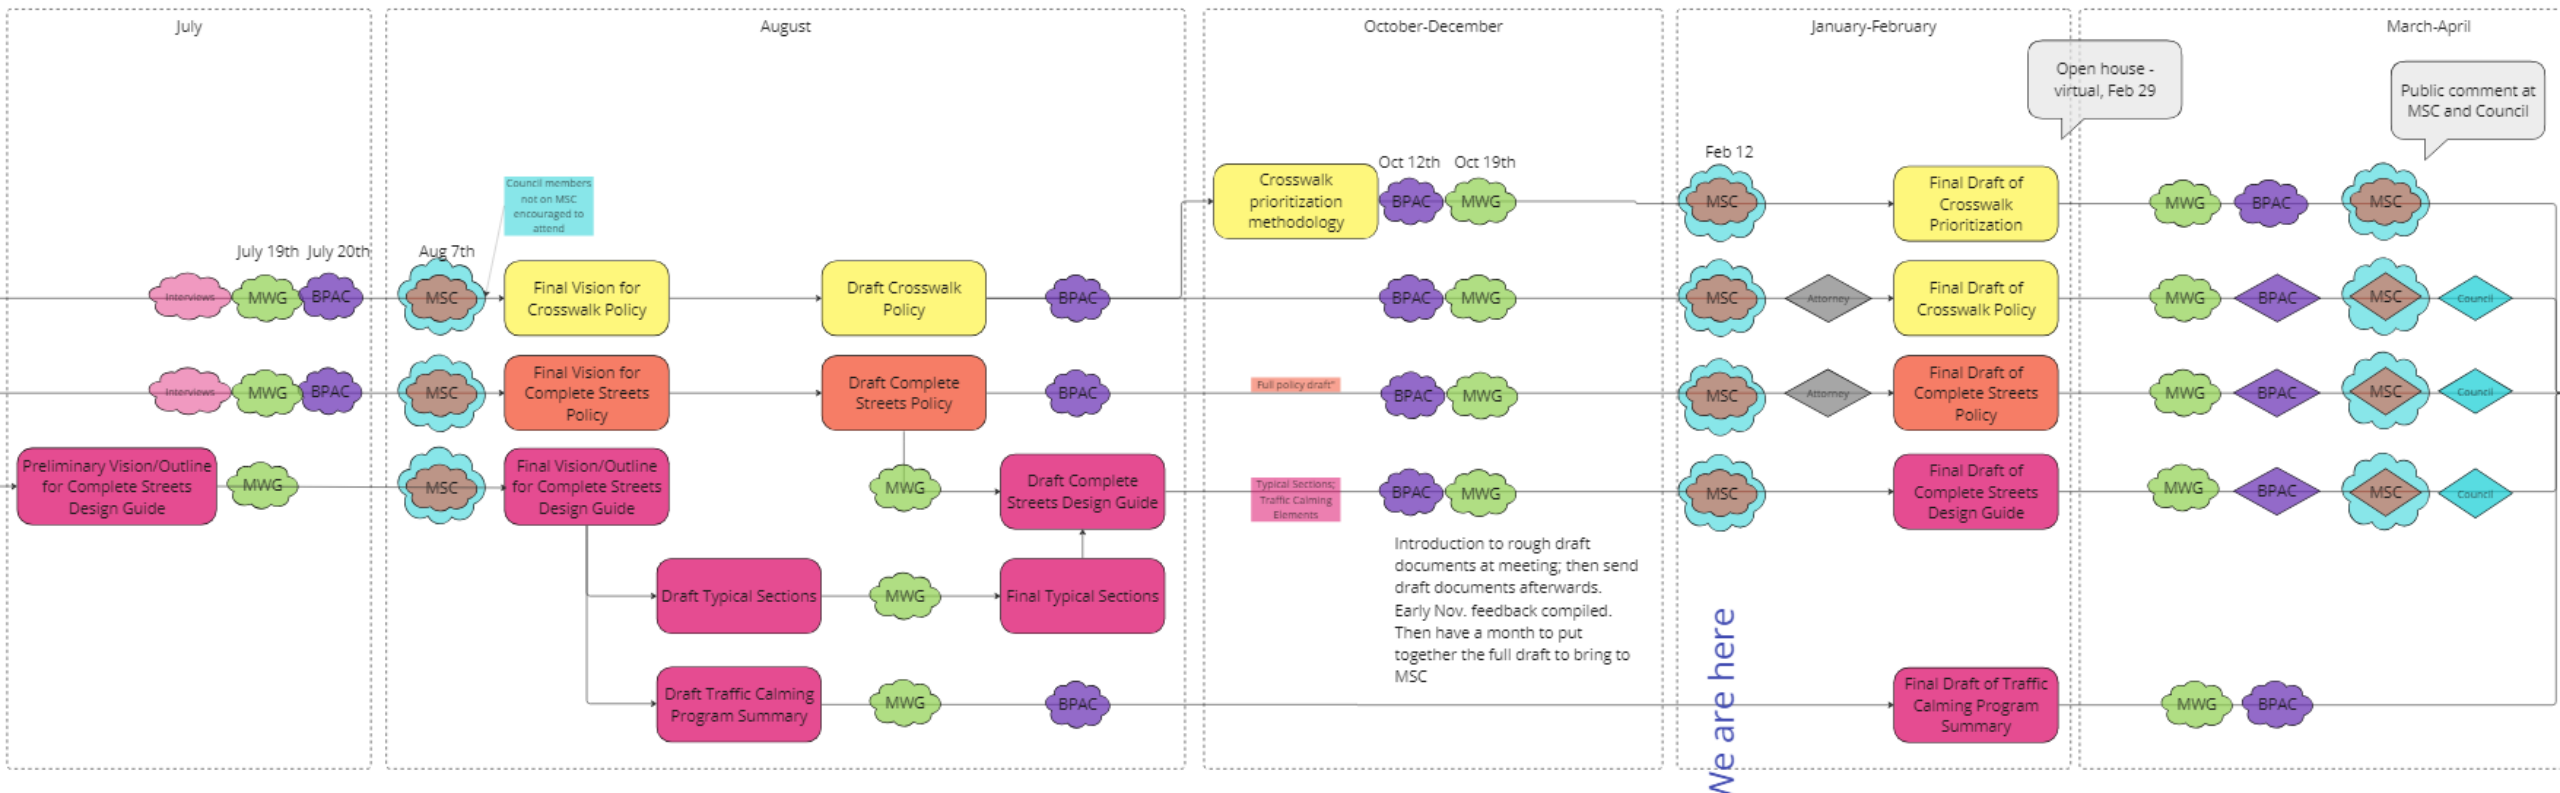 July
August
October-December
January-February
March-April
Open house -
virtual, Feb 29
Public comment at
MSC and Council
Council members
not on MSC
encouraged to
attend
Crosswalk
prioritization
methodology
Oct 12th
Oct 19th
BPAC
MWG
Feb 12
MSC
Final Draft of
Crosswalk
Prioritization
MWG
BPAC
MSC
July 19th
July 20th
Aug 7th
Interviews
MWG
BPAC
MSC
Final Vision for
Crosswalk Policy
Draft Crosswalk
Policy
BPAC
BPAC
MWG
MSC
Attorney
Final Draft of
Crosswalk Policy
MWG
BPAC
MSC
Council
Interviews
MWG
BPAC
MSC
Final Vision for
Complete Streets
Policy
Draft Complete
Streets Policy
BPAC
Full policy draft"
BPAC
MWG
MSC
Attorney
Final Draft of
Complete Streets
Policy
MWG
BPAC
MSC
Council
Preliminary Vision/Outline
for Complete Streets
Design Guide
MWG
MSC
Final Vision/Outline
for Complete Streets
Design Guide
MWG
Draft Complete
Streets Design Guide
Typical Sections;
Traffic Calming
Elements
BPAC
MWG
MSC
Final Draft of
Complete Streets
Design Guide
MWG
BPAC
MSC
Council
Introduction to rough draft
documents at meeting; then send
draft documents afterwards.
Early Nov. feedback compiled.
Then have a month to put
together the full draft to bring to
MSC
Draft Typical Sections
MWG
Final Typical Sections
We are here
Draft Traffic Calming
Program Summary
MWG
BPAC
Final Draft of Traffic
Calming Program
Summary
MWG
BPAC